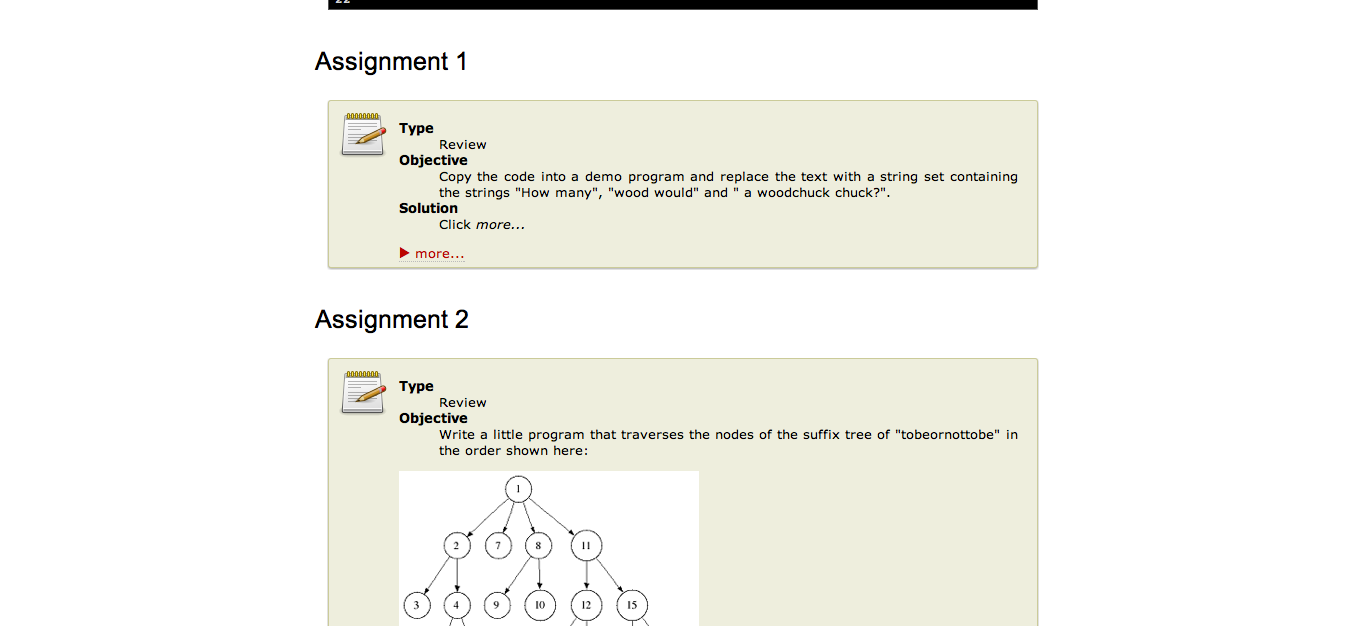 22
Assignment 1
Type
Review
Objective
Copy the code into a demo program and replace the text with a string set containing
the strings "How many", "wood would" and " a woodchuck chuck?".
Solution
Click more...
more...
Assignment 2
Type
Review
Objective
Write a little program that traverses the nodes of the suffix tree of "tobeornottobe" in
the order shown here:
1
2 7 8 11
3 4 9 10 12 15